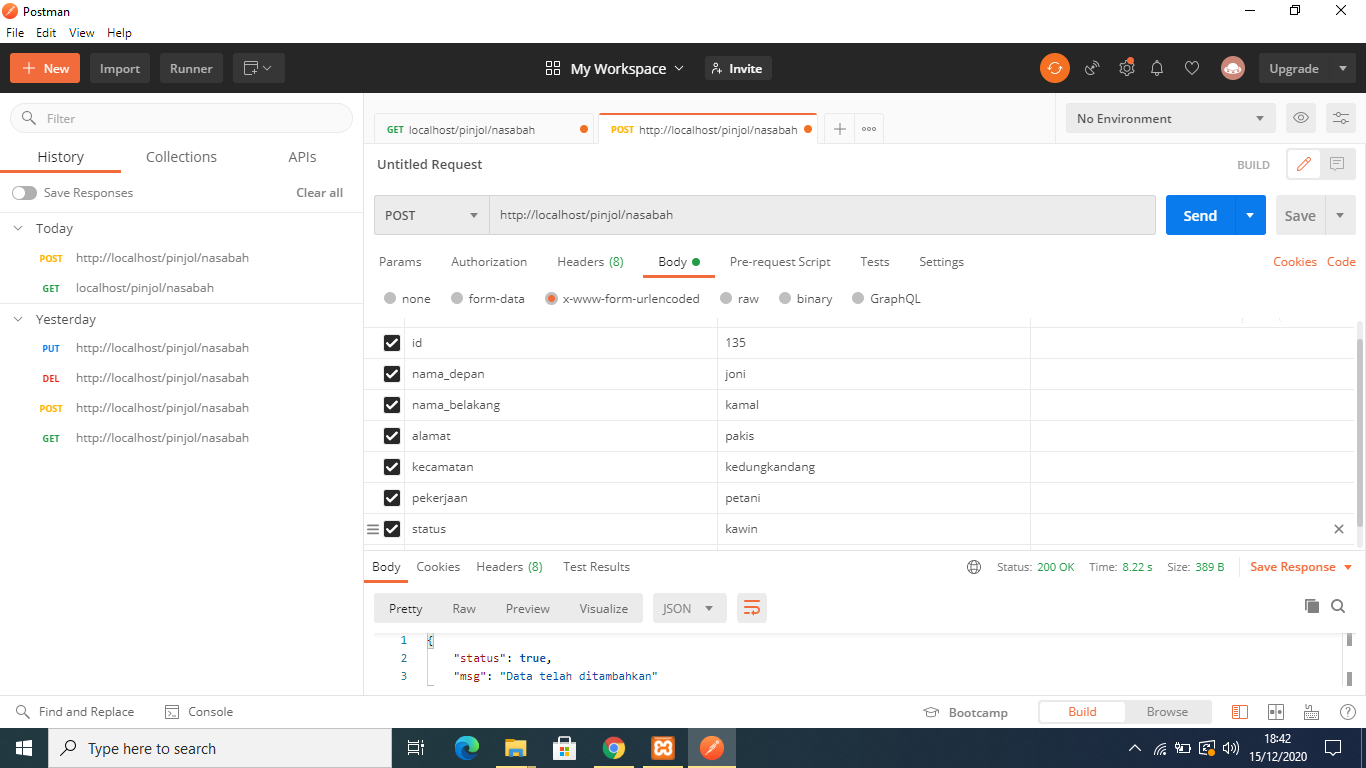 Postman
File Edit View Help
+ New Import Runner My Workspace Invite Upgrade
Filter
History Collections APIs
Save Responses Clear all
Today
POST http://localhost/pinjol/nasabah
GET localhost/pinjol/nasabah
Yesterday
PUT http://localhost/pinjol/nasabah
DEL http://localhost/pinjol/nasabah
POST http://localhost/pinjol/nasabah
GET http://localhost/pinjol/nasabah
GET localhost/pinjol/nasabah POST http://localhost/pinjol/nasabah No Environment
Untitled Request BUILD
POST http://localhost/pinjol/nasabah Send Save
Params Authorization Headers (8) Body Pre-request Script Tests Settings Cookies Code
none form-data x-www-form-urlencoded raw binary GraphQL
id 135
nama_depan joni
nama_belakang kamal
alamat pakis
kecamatan kedungkandang
pekerjaan petani
status kawin
Body Cookies Headers (8) Test Results Status: 200 OK Time: 8.22 s Size: 389 B Save Response
Pretty Raw Preview Visualize JSON
1 {
2 "status": true,
3 "msg": "Data telah ditambahkan"
Find and Replace Console Bootcamp Build Browse
Type here to search
18:42
15/12/2020